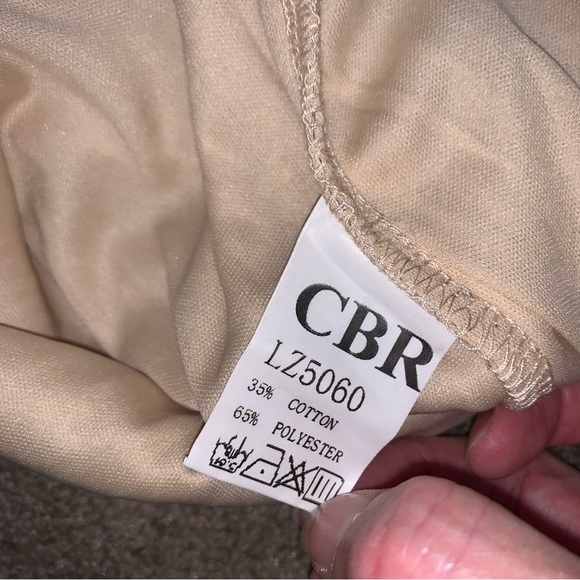 CBR
LZ5060
35% COTTON
65% POLYESTER